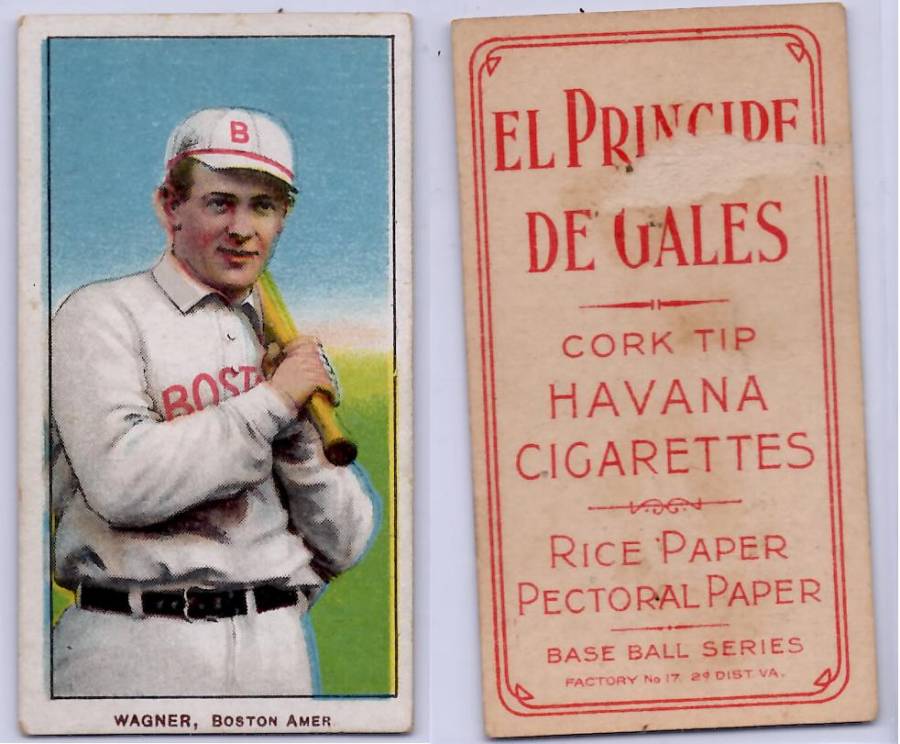 B
BOST
WAGNER, BOSTON AMER.
EL PRINCIPE
DE GALES
CORK TIP
HAVANA
CIGARETTES
RICE PAPER
PECTORAL PAPER
BASE BALL SERIES
FACTORY No 17. 2d DIST. VA.